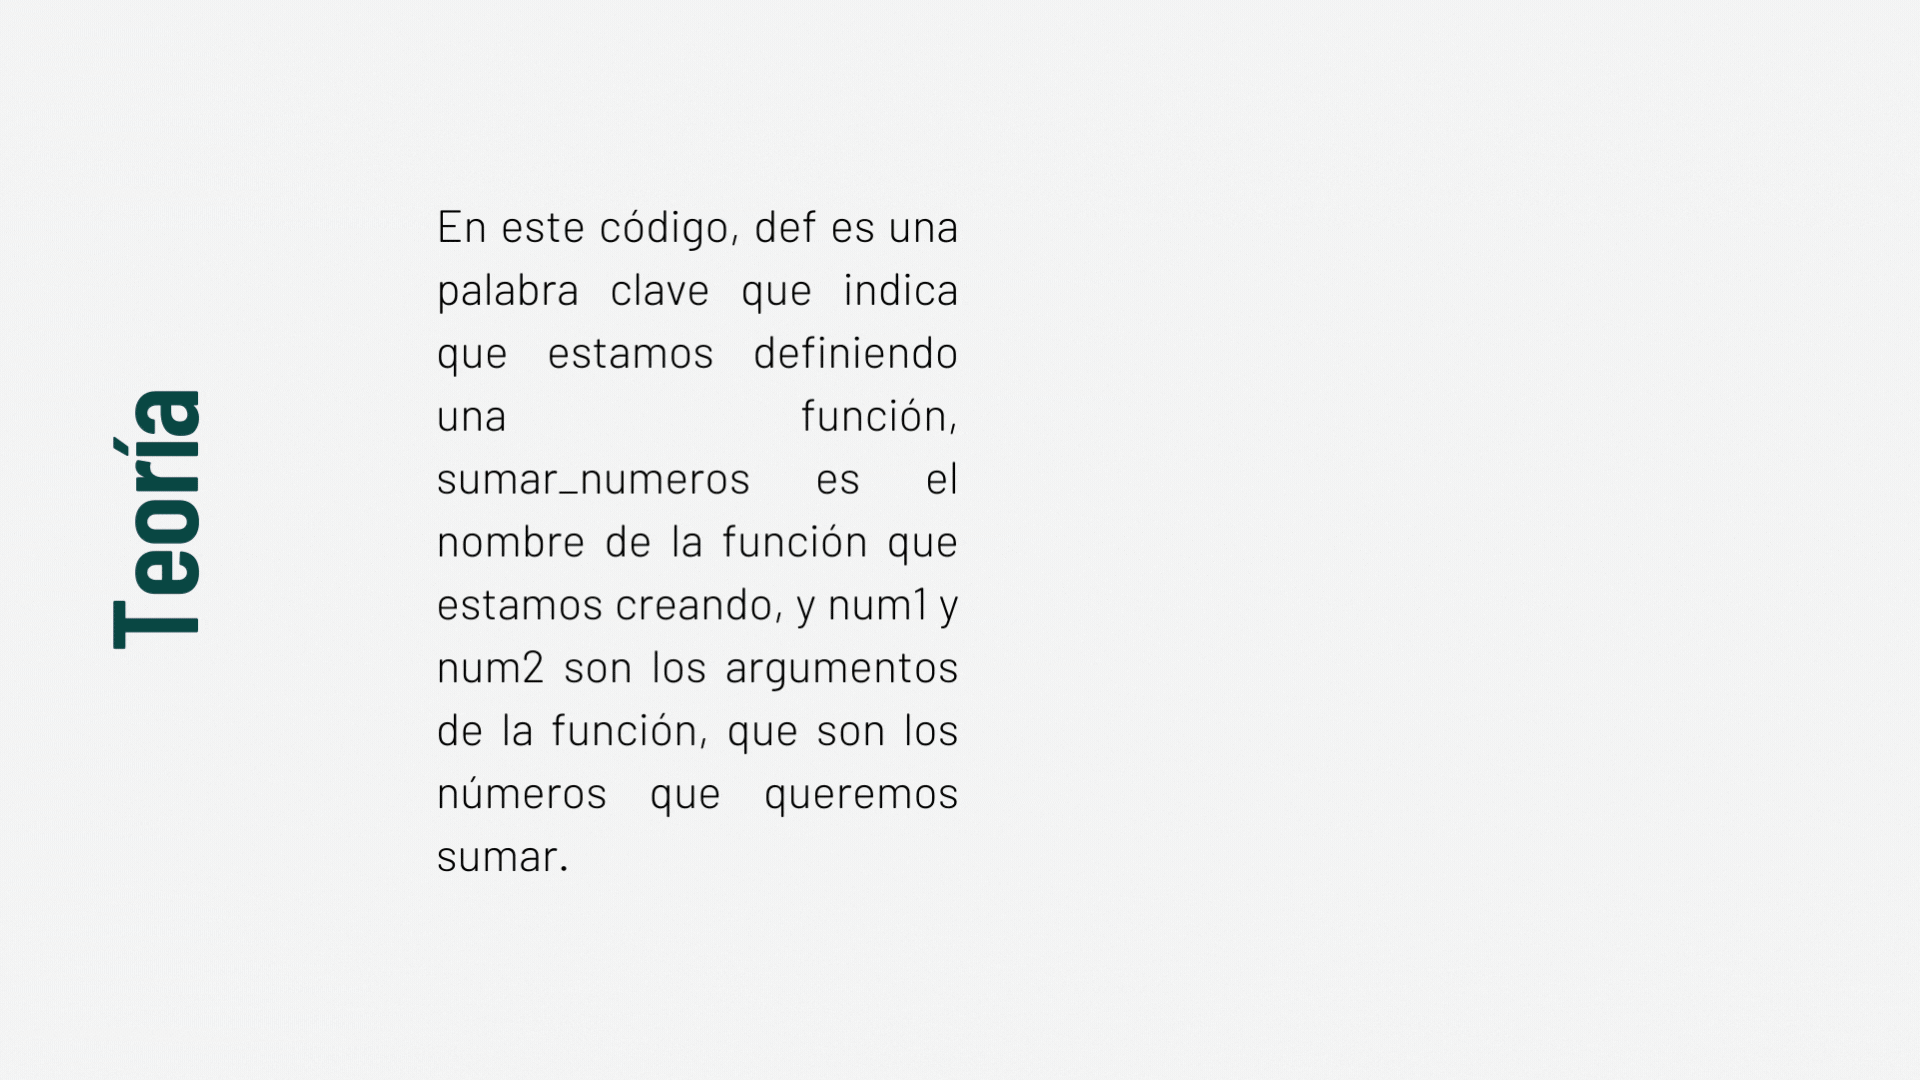 Teoría
En este código, def es una
palabra clave que indica
que estamos definiendo
una función,
sumar_numeros es el
nombre de la función que
estamos creando, y num1 y
num2 son los argumentos
de la función, que son los
números que queremos
sumar.